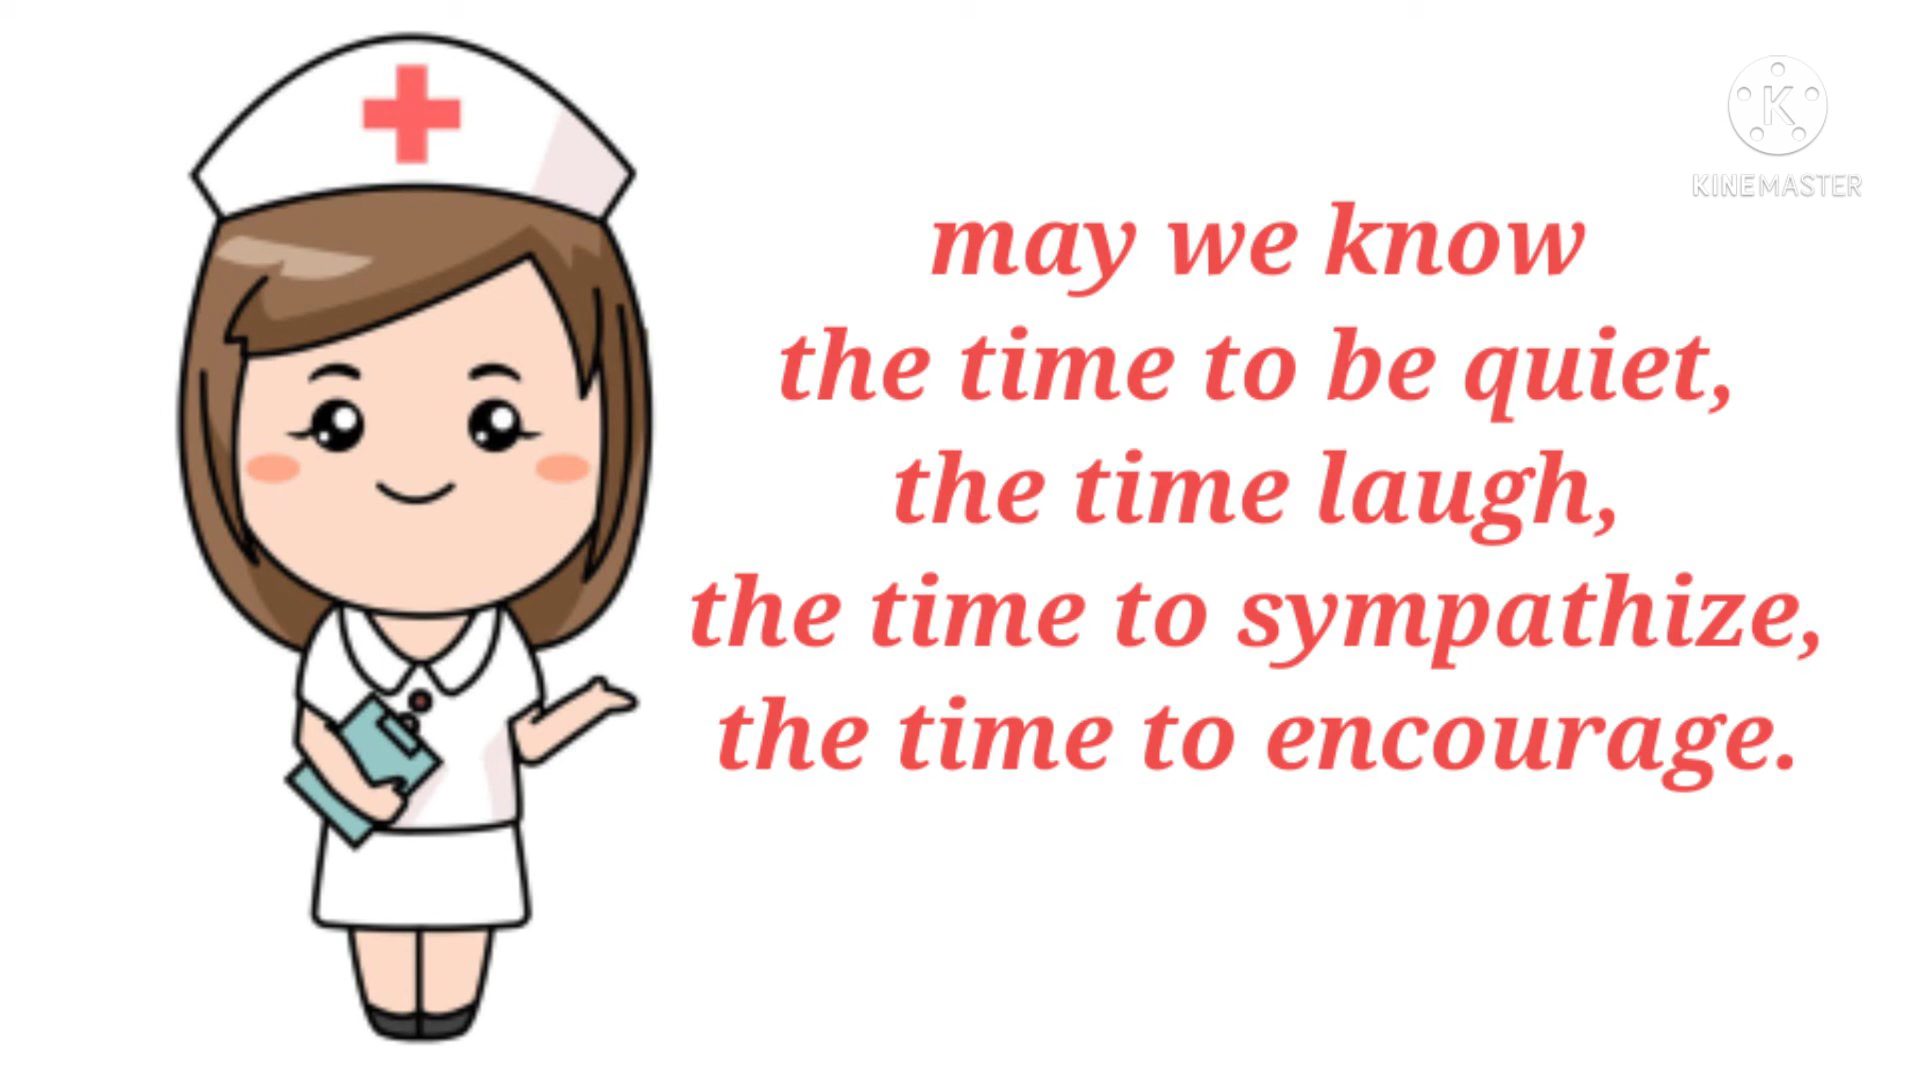 K
KINEMASTER
may we know
the time to be quiet,
the time laugh,
the time to sympathize,
the time to encourage.